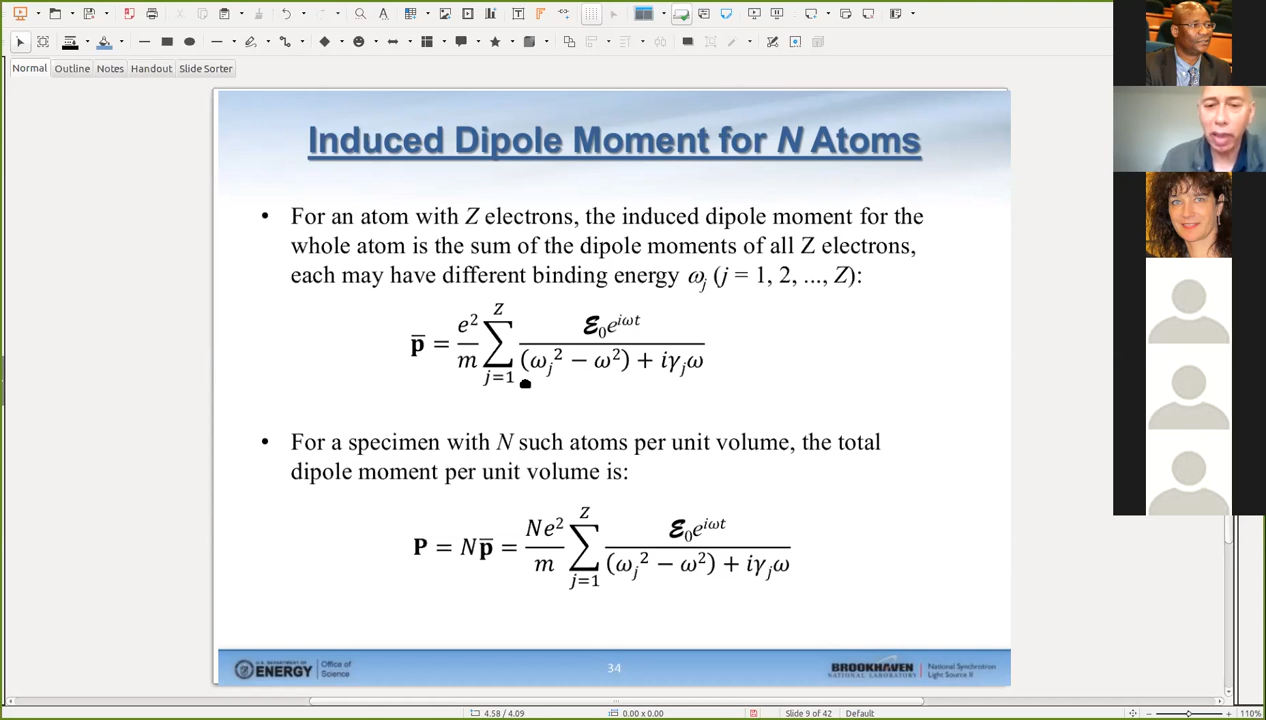 Normal Outline Notes Handout Slide Sorter
Induced Dipole Moment for N Atoms
• For an atom with Z electrons, the induced dipole moment for the
whole atom is the sum of the dipole moments of all Z electrons,
each may have different binding energy ωⱼ (j = 1, 2, ..., Z):
p̄ = e²/m ∑_{j=1}^{Z} 𝓔₀e^{iωt} / ((ωⱼ² − ω²) + iγⱼω)
• For a specimen with N such atoms per unit volume, the total
dipole moment per unit volume is:
P = Np̄ = Ne²/m ∑_{j=1}^{Z} 𝓔₀e^{iωt} / ((ωⱼ² − ω²) + iγⱼω)
U.S. DEPARTMENT OF
ENERGY
Office of
Science
34
BROOKHAVEN
NATIONAL LABORATORY
National Synchrotron
Light Source II
4.58 / 4.09 0.00 x 0.00 Slide 9 of 42 Default 110%